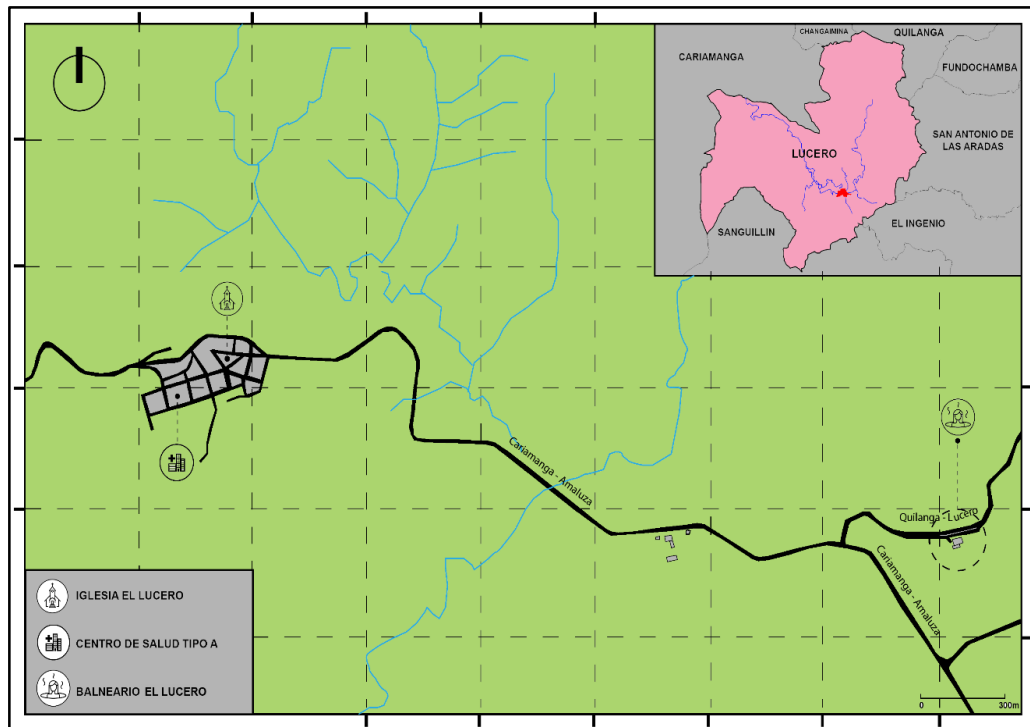 CHANGAIMINA
QUILANGA
CARIAMANGA
FUNDOCHAMBA
SAN ANTONIO DE
LAS ARADAS
LUCERO
EL INGENIO
SANGUILLIN
Cariamanga - Amaluza
Quilanga - Lucero
Cariamanga - Amaluza
IGLESIA EL LUCERO
CENTRO DE SALUD TIPO A
BALNEARIO EL LUCERO
0
300m